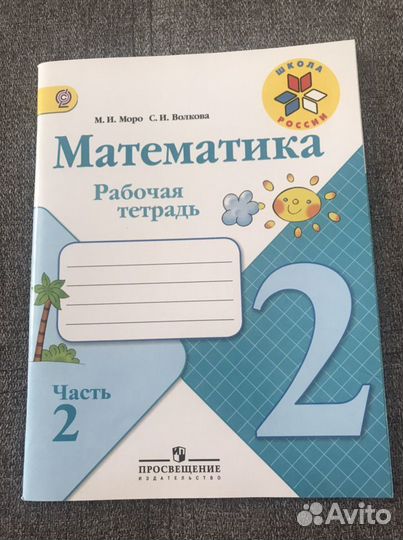 М. И. Моро С. И. Волкова
ШКОЛА
РОССИИ
Математика
Рабочая
тетрадь
2
Часть
2
ПРОСВЕЩЕНИЕ
ИЗДАТЕЛЬСТВО
Avito